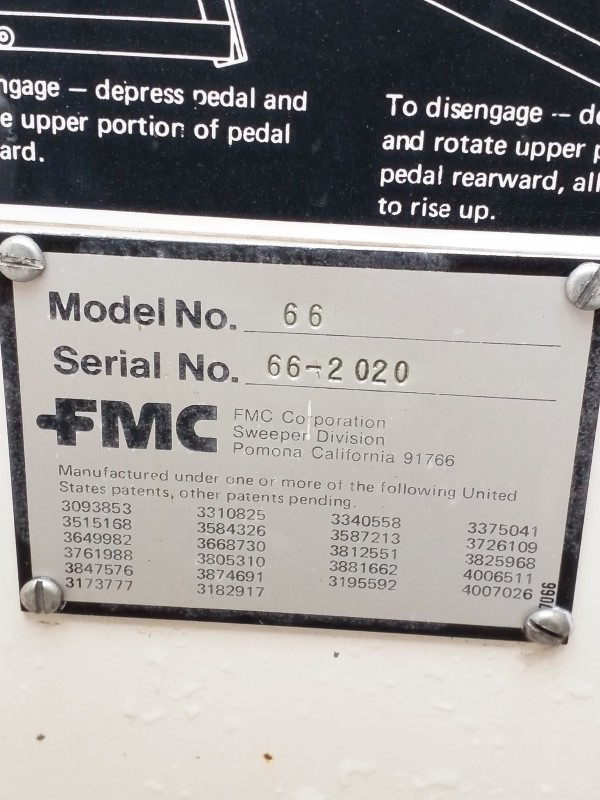 ngage — depress pedal and
e upper portion of pedal
ard.
To disengage — de
and rotate upper p
pedal rearward, all
to rise up.
Model No. 66
Serial No. 66-2020
FMC
FMC Corporation
Sweeper Division
Pomona California 91766
Manufactured under one or more of the following United
States patents, other patents pending.
3093853 3310825 3340558 3375041
3515168 3584326 3587213 3726109
3649982 3668730 3812551 3825968
3761988 3805310 3881662 4006511
3847576 3874691 3195592 4007026
3173777 3182917
7066